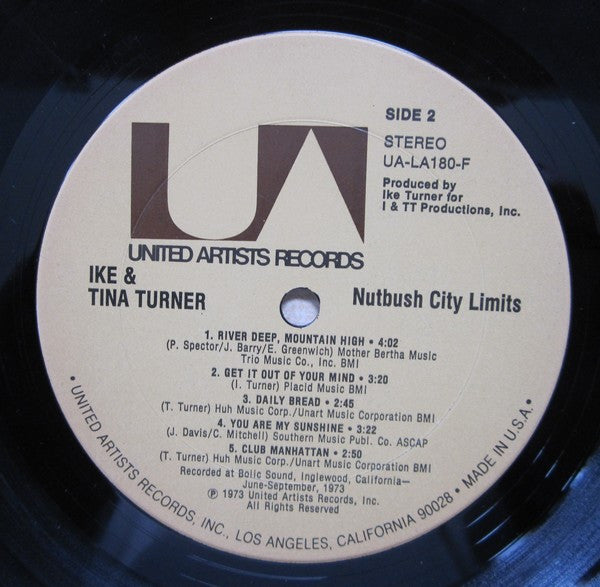 UA
UNITED ARTISTS RECORDS
SIDE 2
STEREO
UA-LA180-F
Produced by
Ike Turner for
I & TT Productions, Inc.
IKE &
TINA TURNER
Nutbush City Limits
1. RIVER DEEP, MOUNTAIN HIGH • 4:02
(P. Spector/J. Barry/E. Greenwich) Mother Bertha Music
Trio Music Co., Inc. BMI
2. GET IT OUT OF YOUR MIND • 3:20
(I. Turner) Placid Music BMI
3. DAILY BREAD • 2:45
(T. Turner) Huh Music Corp./Unart Music Corporation BMI
4. YOU ARE MY SUNSHINE • 3:22
(J. Davis/C. Mitchell) Southern Music Publ. Co. ASCAP
5. CLUB MANHATTAN • 2:50
(T. Turner) Huh Music Corp./Unart Music Corporation BMI
Recorded at Bolic Sound, Inglewood, California—
June-September, 1973
℗ 1973 United Artists Records, Inc.
All Rights Reserved
• UNITED ARTISTS RECORDS, INC., LOS ANGELES, CALIFORNIA 90028 • MADE IN U.S.A. •